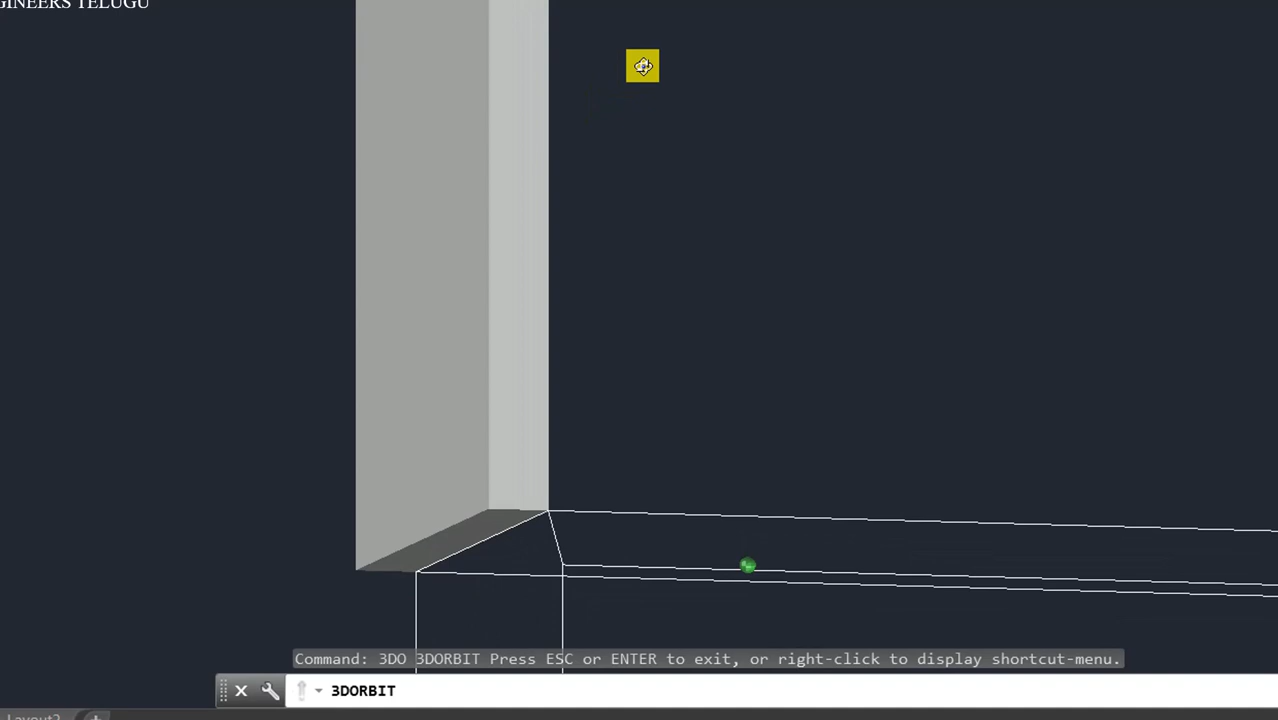 GINEERS TELUGU
Command: 3DO 3DORBIT Press ESC or ENTER to exit, or right-click to display shortcut-menu.
3DORBIT
Layout2